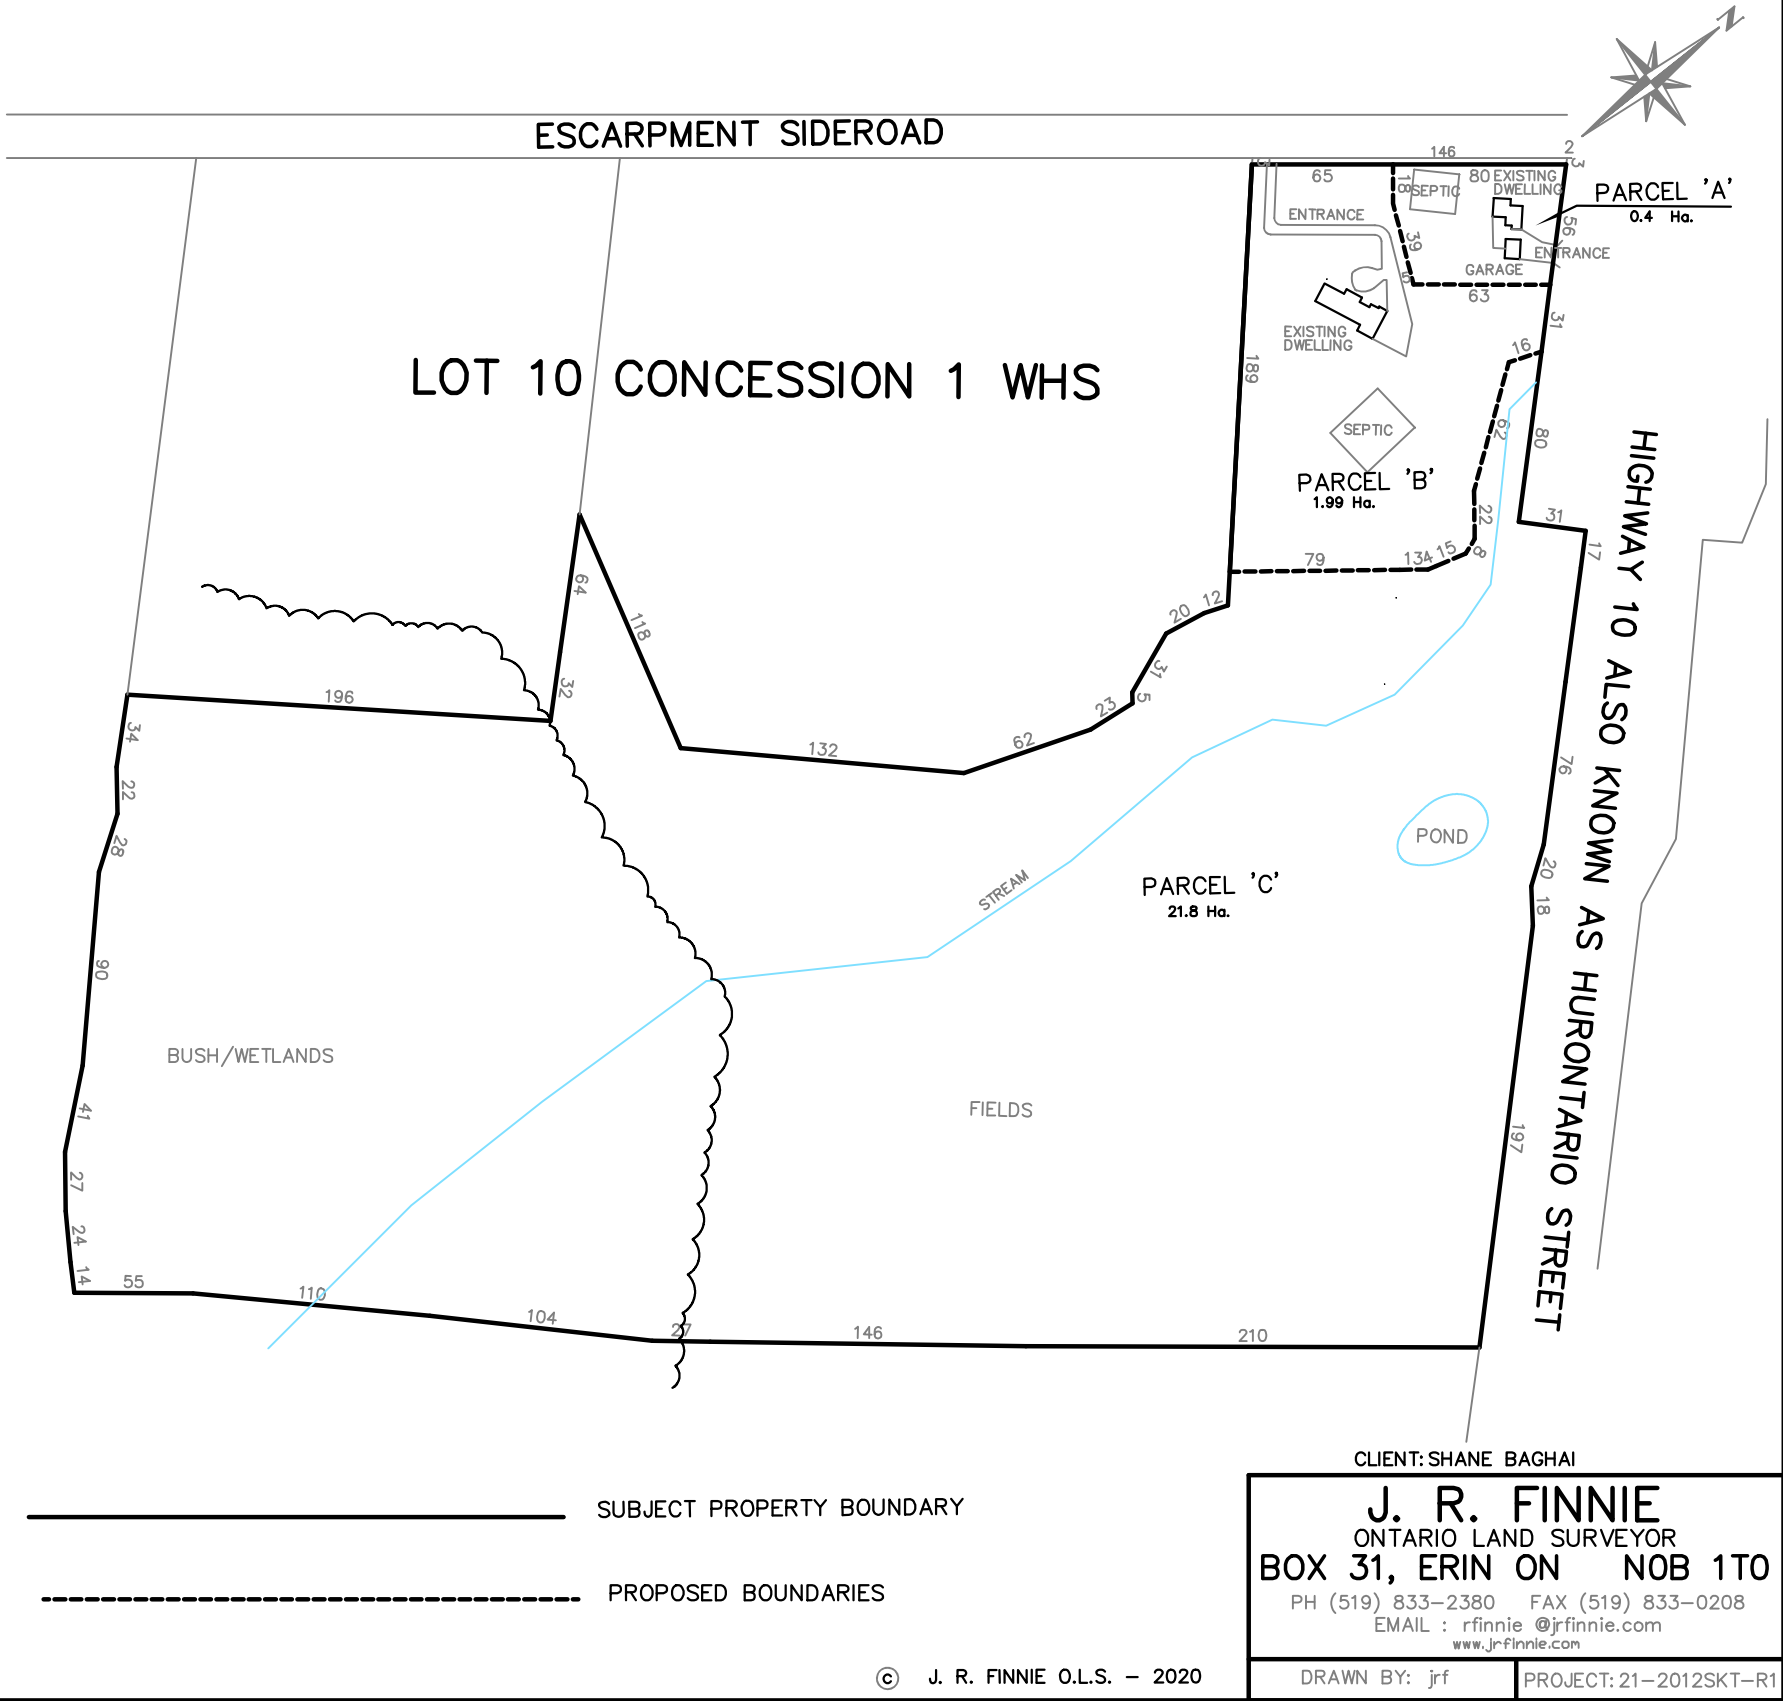 N
ESCARPMENT SIDEROAD
2
146
3
65
18
SEPTIC
80
EXISTING
DWELLING
PARCEL 'A'
0.4 Ha.
ENTRANCE
39
56
ENTRANCE
GARAGE
5
63
31
EXISTING
DWELLING
16
189
LOT 10 CONCESSION 1 WHS
SEPTIC
62
80
PARCEL 'B'
1.99 Ha.
22
31
17
79
134
15
8
HIGHWAY 10 ALSO KNOWN AS HURONTARIO STREET
64
118
20
12
31
5
23
62
132
32
196
34
22
28
76
POND
20
18
STREAM
PARCEL 'C'
21.8 Ha.
90
BUSH/WETLANDS
FIELDS
41
197
27
24
14
55
110
104
27
146
210
CLIENT: SHANE BAGHAI
SUBJECT PROPERTY BOUNDARY
PROPOSED BOUNDARIES
© J. R. FINNIE O.L.S. – 2020
J. R. FINNIE
ONTARIO LAND SURVEYOR
BOX 31, ERIN ON N0B 1T0
PH (519) 833–2380 FAX (519) 833–0208
EMAIL : rfinnie @jrfinnie.com
www.jrfinnie.com
DRAWN BY: jrf
PROJECT: 21–2012SKT–R1